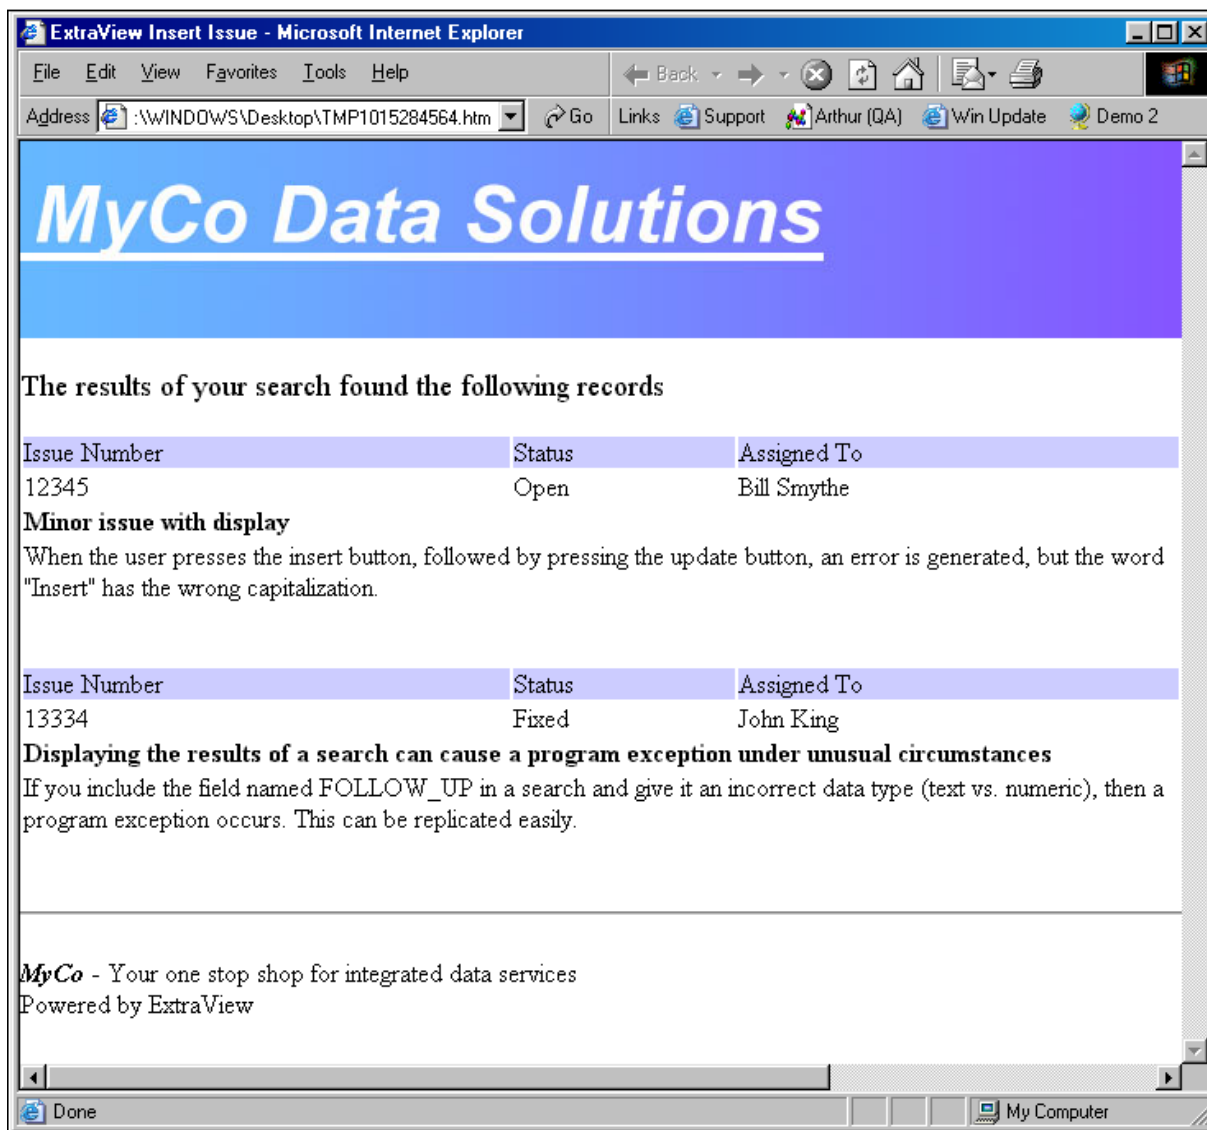 ExtraView Insert Issue - Microsoft Internet Explorer
File Edit View Favorites Tools Help Back
Address :\WINDOWS\Desktop\TMP1015284564.htm Go Links Support Arthur (QA) Win Update Demo 2
MyCo Data Solutions
The results of your search found the following records
Issue Number Status Assigned To
12345 Open Bill Smythe
Minor issue with display
When the user presses the insert button, followed by pressing the update button, an error is generated, but the word
"Insert" has the wrong capitalization.
Issue Number Status Assigned To
13334 Fixed John King
Displaying the results of a search can cause a program exception under unusual circumstances
If you include the field named FOLLOW_UP in a search and give it an incorrect data type (text vs. numeric), then a
program exception occurs. This can be replicated easily.
MyCo - Your one stop shop for integrated data services
Powered by ExtraView
Done My Computer